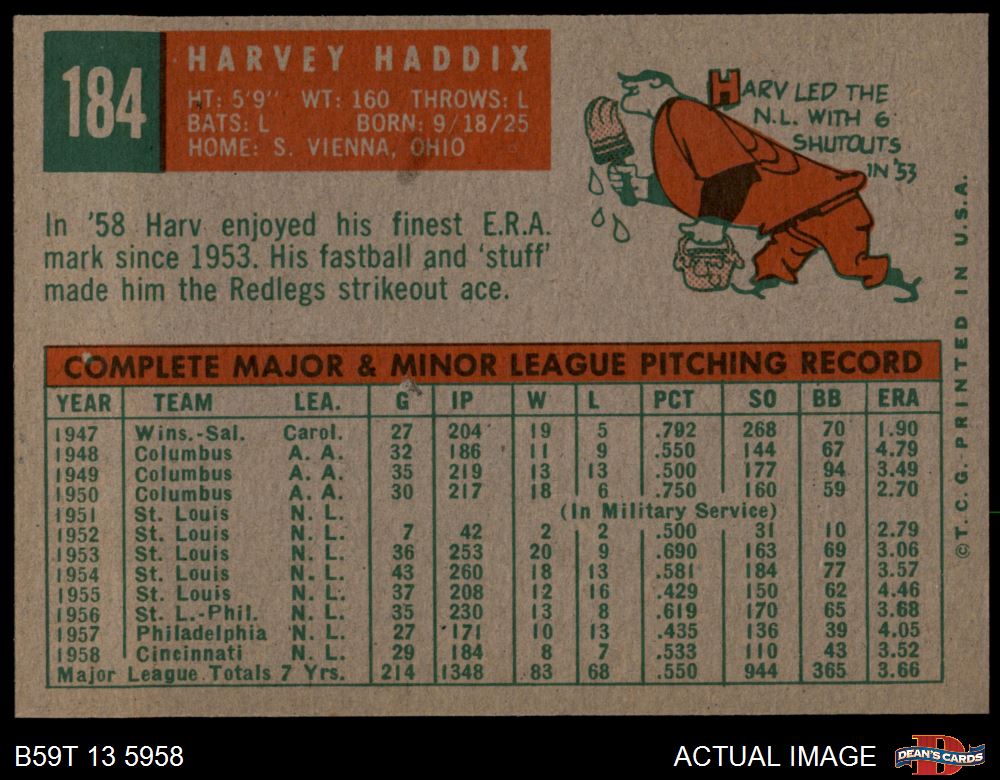 184
HARVEY HADDIX
HT: 5'9" WT: 160 THROWS: L
BATS: L BORN: 9/18/25
HOME: S. VIENNA, OHIO
HARV LED THE
N.L. WITH 6
SHUTOUTS
IN '53
In '58 Harv enjoyed his finest E.R.A.
mark since 1953. His fastball and 'stuff'
made him the Redlegs strikeout ace.
COMPLETE MAJOR & MINOR LEAGUE PITCHING RECORD
YEAR TEAM LEA. G IP W L PCT SO BB ERA
1947 Wins.-Sal. Carol. 27 204 19 5 .792 268 70 1.90
1948 Columbus A. A. 32 186 11 9 .550 144 67 4.79
1949 Columbus A. A. 35 219 13 13 .500 177 94 3.49
1950 Columbus A. A. 30 217 18 6 .750 160 59 2.70
1951 St. Louis N. L. (In Military Service)
1952 St. Louis N. L. 7 42 2 2 .500 31 10 2.79
1953 St. Louis N. L. 36 253 20 9 .690 163 69 3.06
1954 St. Louis N. L. 43 260 18 13 .581 184 77 3.57
1955 St. Louis N. L. 37 208 12 16 .429 150 62 4.46
1956 St. L.-Phil. N. L. 35 230 13 8 .619 170 65 3.68
1957 Philadelphia N. L. 27 171 10 13 .435 136 39 4.05
1958 Cincinnati N. L. 29 184 8 7 .533 110 43 3.52
Major League Totals 7 Yrs. 214 1348 83 68 .550 944 365 3.66
©T.C.G. PRINTED IN U.S.A.
B59T 13 5958
ACTUAL IMAGE
D
DEAN'S CARDS